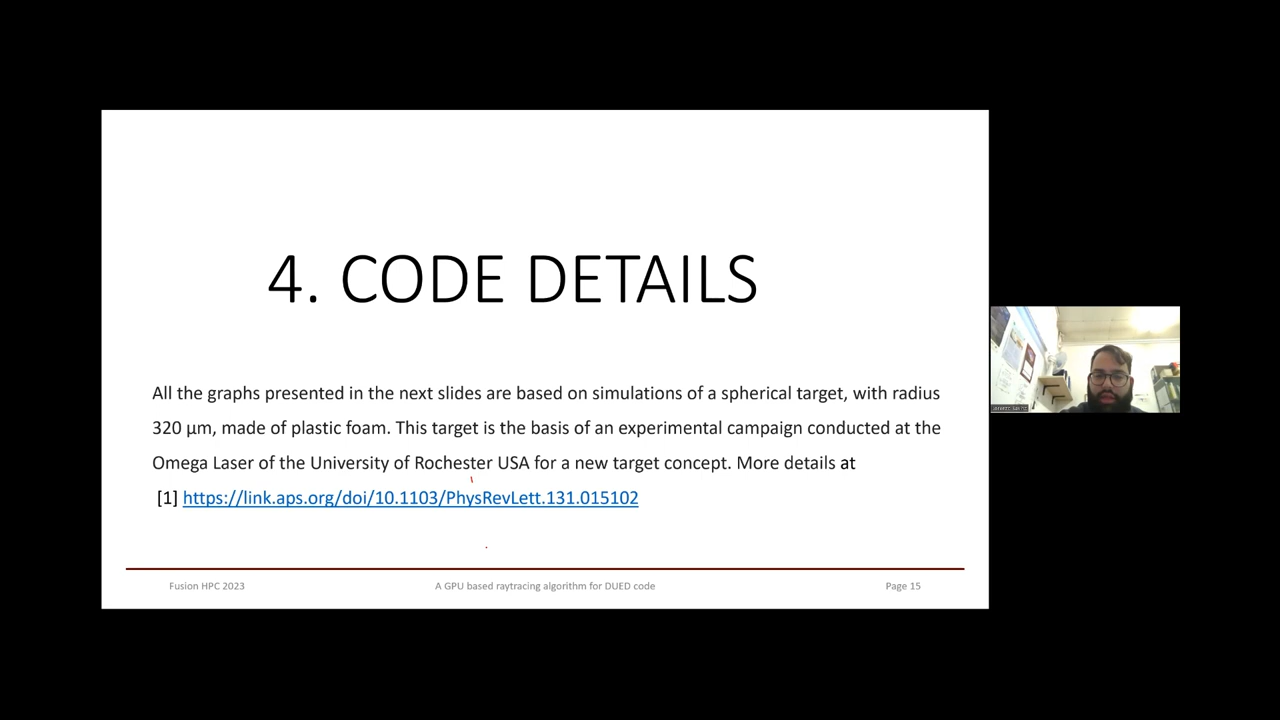 4. CODE DETAILS
All the graphs presented in the next slides are based on simulations of a spherical target, with radius
320 µm, made of plastic foam. This target is the basis of an experimental campaign conducted at the
Omega Laser of the University of Rochester USA for a new target concept. More details at
[1] https://link.aps.org/doi/10.1103/PhysRevLett.131.015102
Fusion HPC 2023
A GPU based raytracing algorithm for DUED code
Page 15